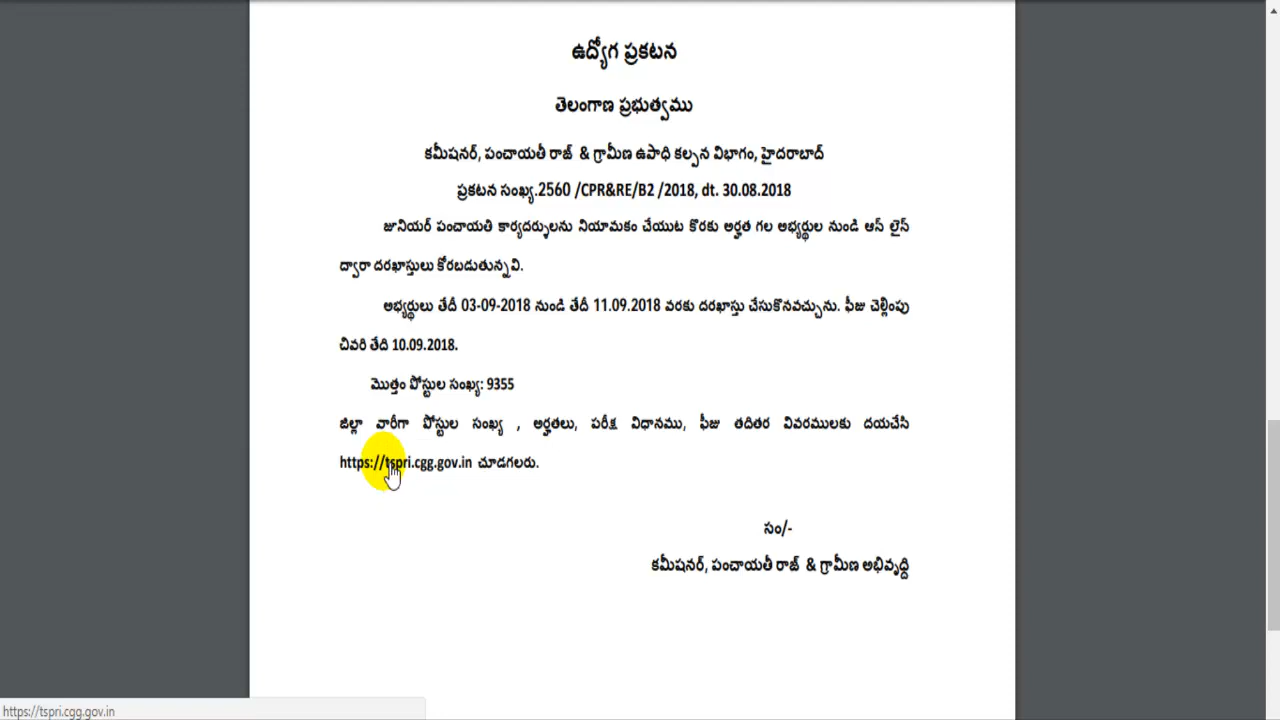 ఉద్యోగ ప్రకటన
తెలంగాణ ప్రభుత్వము
కమీషనర్, పంచాయతీ రాజ్ & గ్రామీణ ఉపాధి కల్పన విభాగం, హైదరాబాద్
ప్రకటన సంఖ్య.2560 /CPR&RE/B2 /2018, dt. 30.08.2018
జూనియర్ పంచాయతి కార్యదర్శులను నియామకం చేయుట కొరకు అర్హత గల అభ్యర్థుల నుండి ఆన్ లైన్
ద్వారా దరఖాస్తులు కోరబడుతున్నవి.
అభ్యర్థులు తేదీ 03-09-2018 నుండి తేదీ 11.09.2018 వరకు దరఖాస్తు చేసుకొనవచ్చును. ఫీజు చెల్లింపు
చివరి తేది 10.09.2018.
మొత్తం పోస్టుల సంఖ్య: 9355
జిల్లా వారీగా పోస్టుల సంఖ్య , అర్హతలు, పరీక్ష విధానము, ఫీజు తదితర వివరములకు దయచేసి
https://tspri.cgg.gov.in చూడగలరు.
సం/-
కమీషనర్, పంచాయతీ రాజ్ & గ్రామీణ అభివృద్ధి
https://tspri.cgg.gov.in